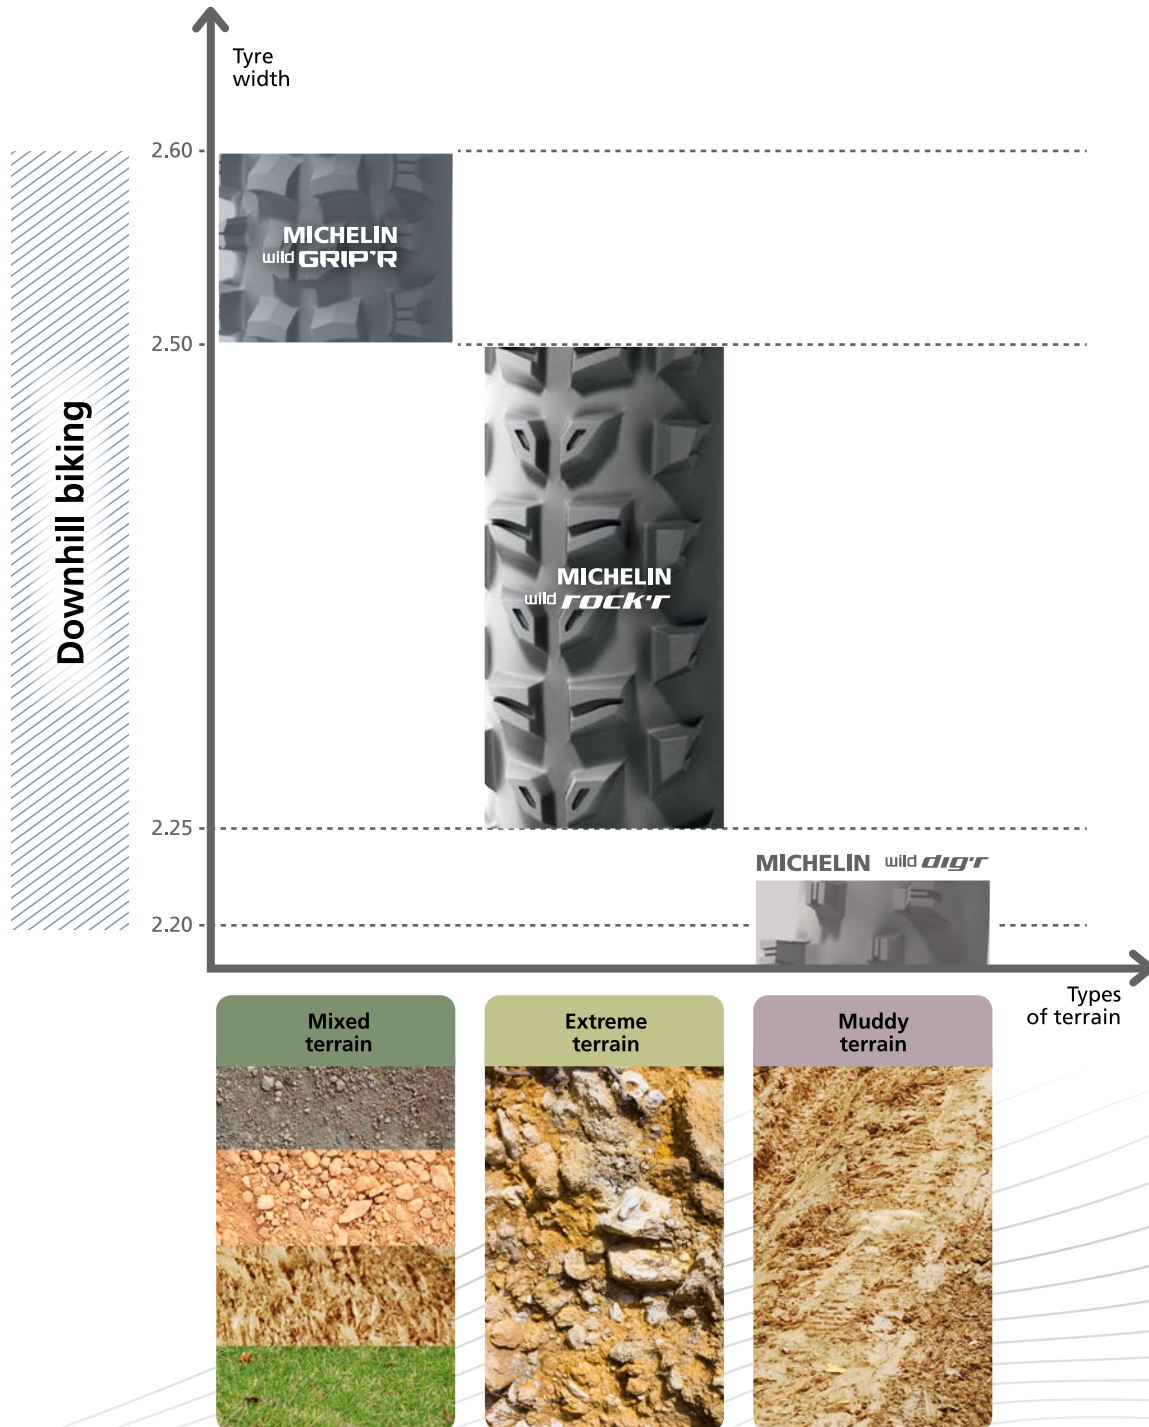 Tyre
width
2.60
MICHELIN
wild GRIP'R
2.50
Downhill biking
MICHELIN
wild rock'r
2.25
MICHELIN wild dig'r
2.20
Types
of terrain
Mixed
terrain
Extreme
terrain
Muddy
terrain